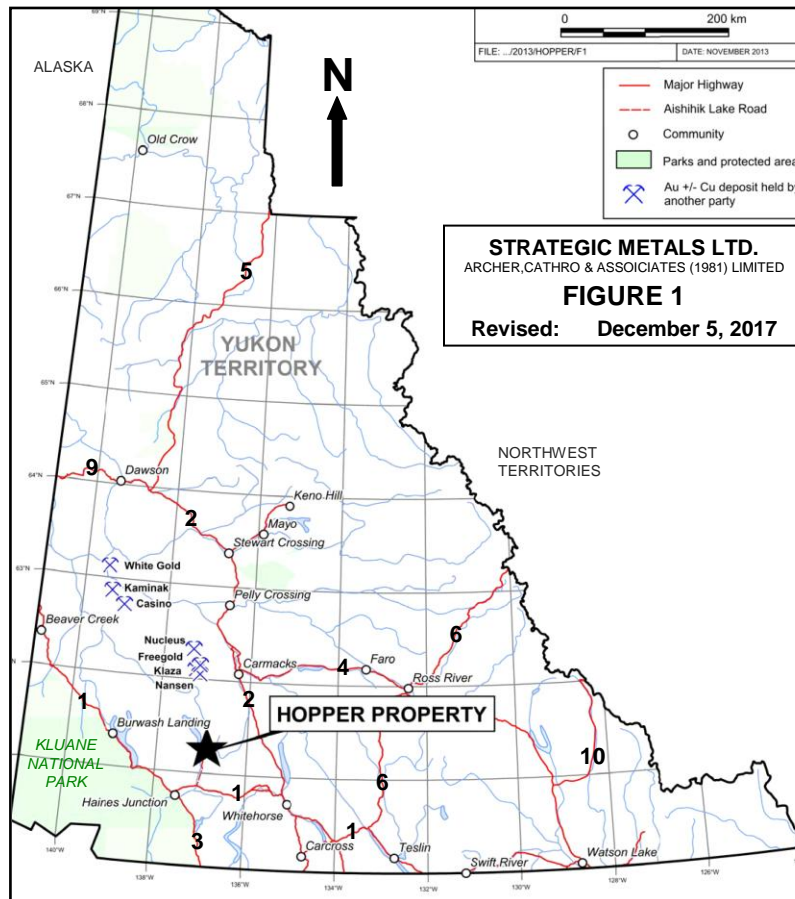 69°N
0 200 km
FILE: .../2013/HOPPER/F1 DATE: NOVEMBER 2013
ALASKA
N
Major Highway
Aishihik Lake Road
Community
Parks and protected area
Au +/- Cu deposit held by
another party
68°N
Old Crow
67°N
STRATEGIC METALS LTD.
ARCHER,CATHRO & ASSOICIATES (1981) LIMITED
FIGURE 1
Revised: December 5, 2017
5
66°N
YUKON
TERRITORY
65°N
NORTHWEST
TERRITORIES
9
Dawson
64°N
Keno Hill
2
Mayo
Stewart Crossing
White Gold
63°N
Kaminak
Casino
Pelly Crossing
Beaver Creek
6
Nucleus
Freegold
Klaza
Nansen
Carmacks
4
Faro
Ross River
1
2
Burwash Landing
HOPPER PROPERTY
KLUANE
NATIONAL
PARK
10
6
Haines Junction
1
Whitehorse
1
3
Carcross
Teslin
Swift River
Watson Lake
140°W
138°W
136°W
134°W
132°W
130°W
128°W
126°W